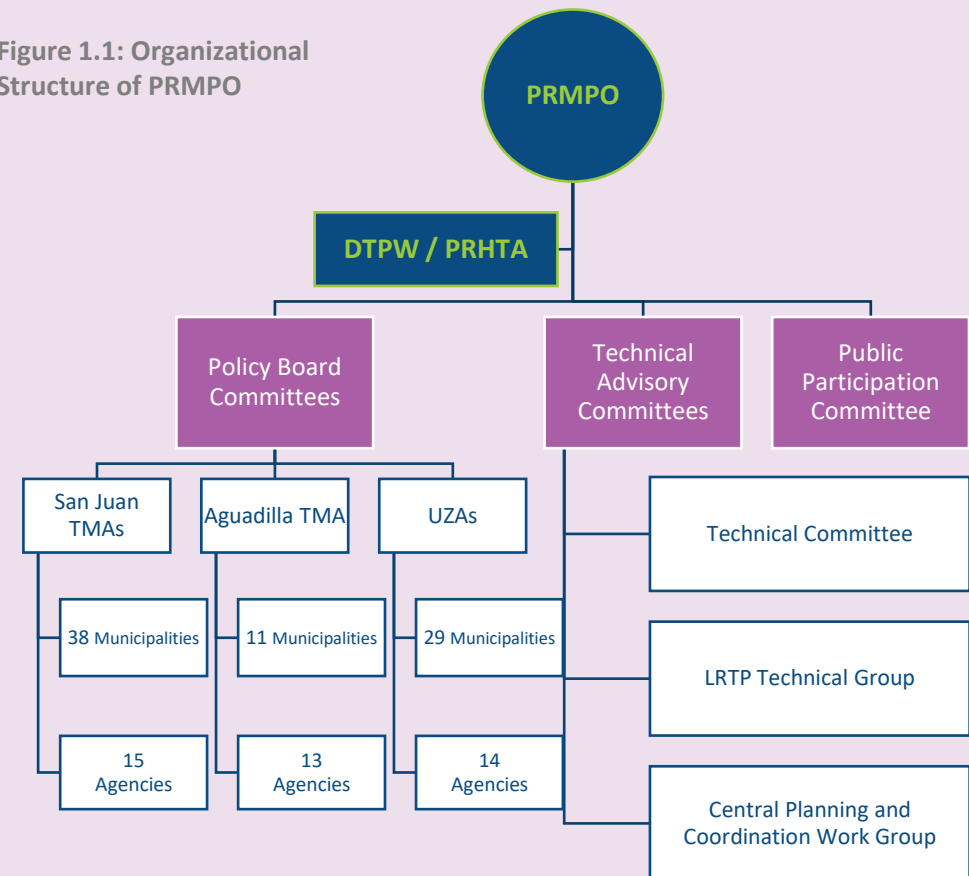 Figure 1.1: Organizational
Structure of PRMPO
PRMPO
DTPW / PRHTA
Policy Board
Committees
Technical
Advisory
Committees
Public
Participation
Committee
San Juan
TMAs
Aguadilla TMA
UZAs
Technical Committee
38 Municipalities
11 Municipalities
29 Municipalities
LRTP Technical Group
15
Agencies
13
Agencies
14
Agencies
Central Planning and
Coordination Work Group